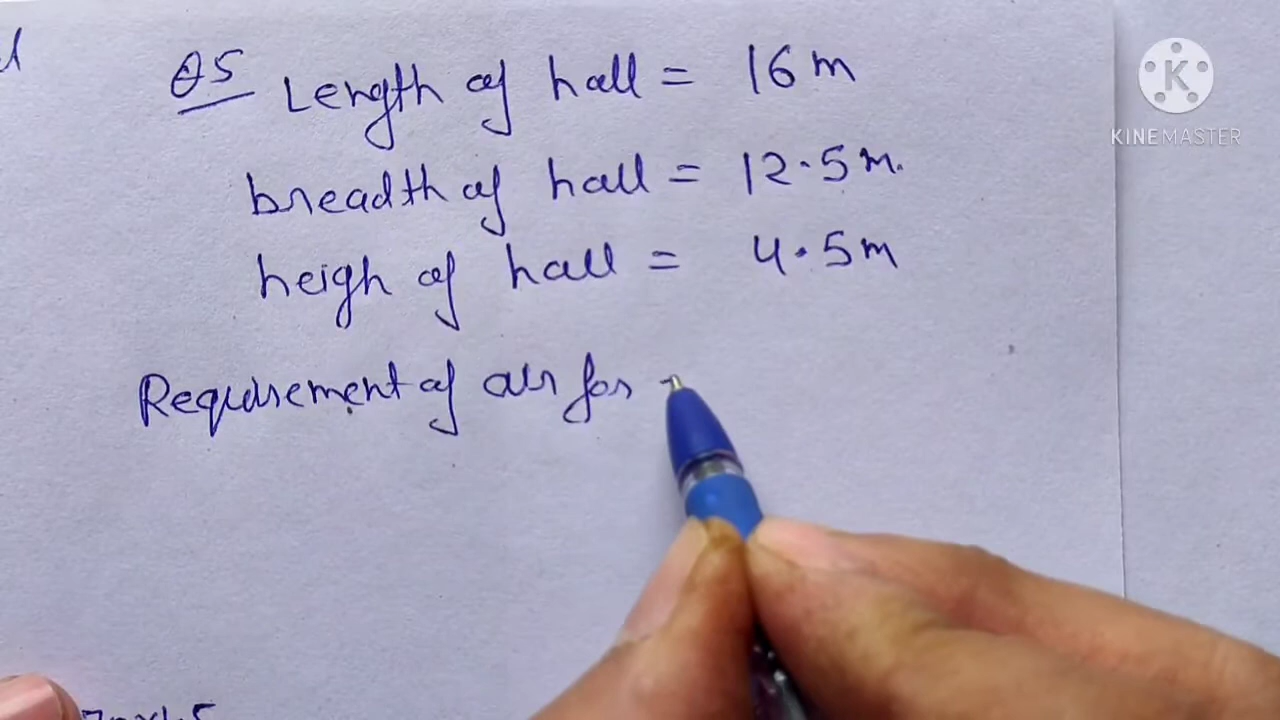 Q5 Length of hall = 16 m
breadth of hall = 12.5 m.
heigh of hall = 4.5 m
Requirement of air for
K
KINEMASTER